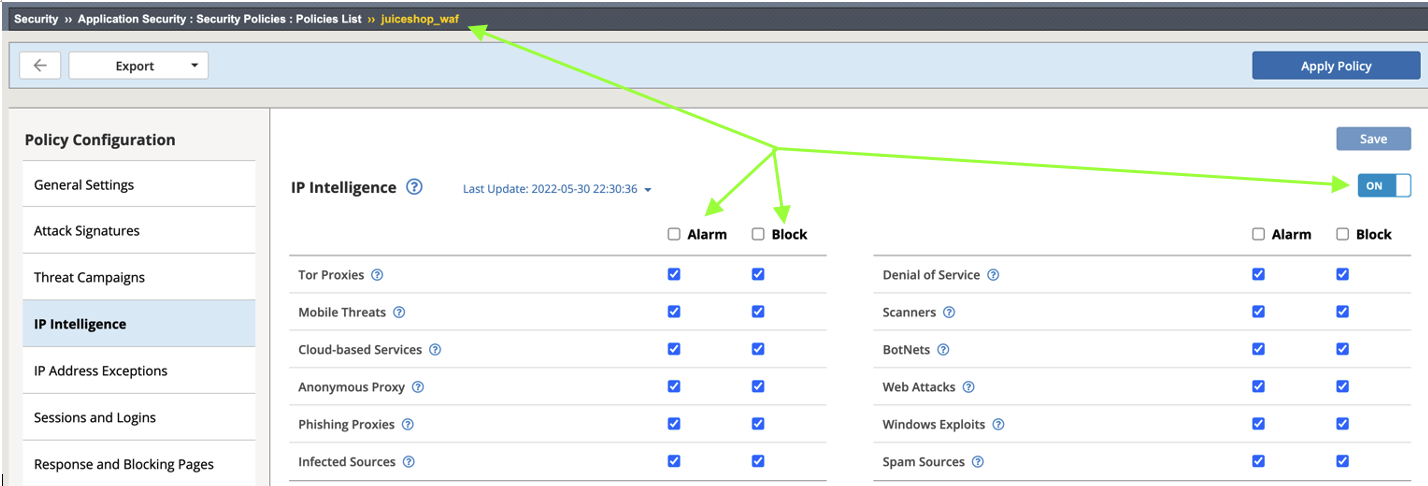 Security ›› Application Security : Security Policies : Policies List ›› juiceshop_waf
Export
Apply Policy
Policy Configuration
General Settings
Attack Signatures
Threat Campaigns
IP Intelligence
IP Address Exceptions
Sessions and Logins
Response and Blocking Pages
Save
IP Intelligence ? Last Update: 2022-05-30 22:30:36 ON
Alarm Block
Tor Proxies ?
Mobile Threats ?
Cloud-based Services ?
Anonymous Proxy ?
Phishing Proxies ?
Infected Sources ?
Alarm Block
Denial of Service ?
Scanners ?
BotNets ?
Web Attacks ?
Windows Exploits ?
Spam Sources ?